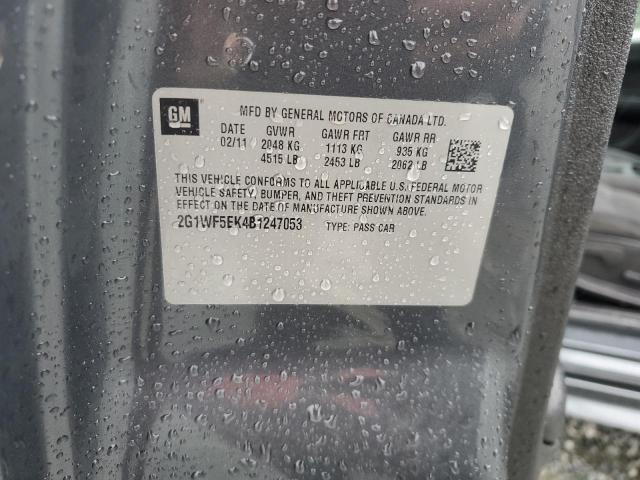 GM
MFD BY GENERAL MOTORS OF CANADA LTD.
DATE GVWR GAWR FRT GAWR RR
02/11 2048 KG 1113 KG 935 KG
4515 LB 2453 LB 2062 LB
THIS VEHICLE CONFORMS TO ALL APPLICABLE U.S. FEDERAL MOTOR
VEHICLE SAFETY, BUMPER, AND THEFT PREVENTION STANDARDS IN
EFFECT ON THE DATE OF MANUFACTURE SHOWN ABOVE.
2G1WF5EK4B1247053 TYPE: PASS CAR